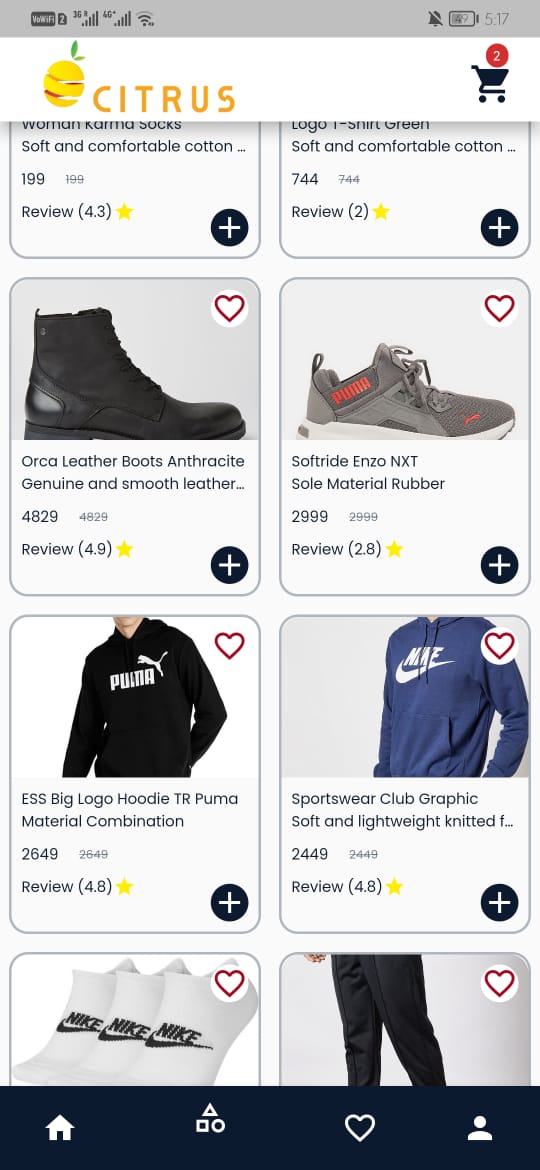 VoWiFi 2 3G R 4G+ 49 5:17
CITRUS
2
Woman Karma Socks
Soft and comfortable cotton ...
199 199
Review (4.3)
Logo T-Shirt Green
Soft and comfortable cotton ...
744 744
Review (2)
Orca Leather Boots Anthracite
Genuine and smooth leather...
4829 4829
Review (4.9)
PUMA
Softride Enzo NXT
Sole Material Rubber
2999 2999
Review (2.8)
PUMA
ESS Big Logo Hoodie TR Puma
Material Combination
2649 2649
Review (4.8)
NIKE
Sportswear Club Graphic
Soft and lightweight knitted f...
2449 2449
Review (4.8)
NIKE NIKE NIKE